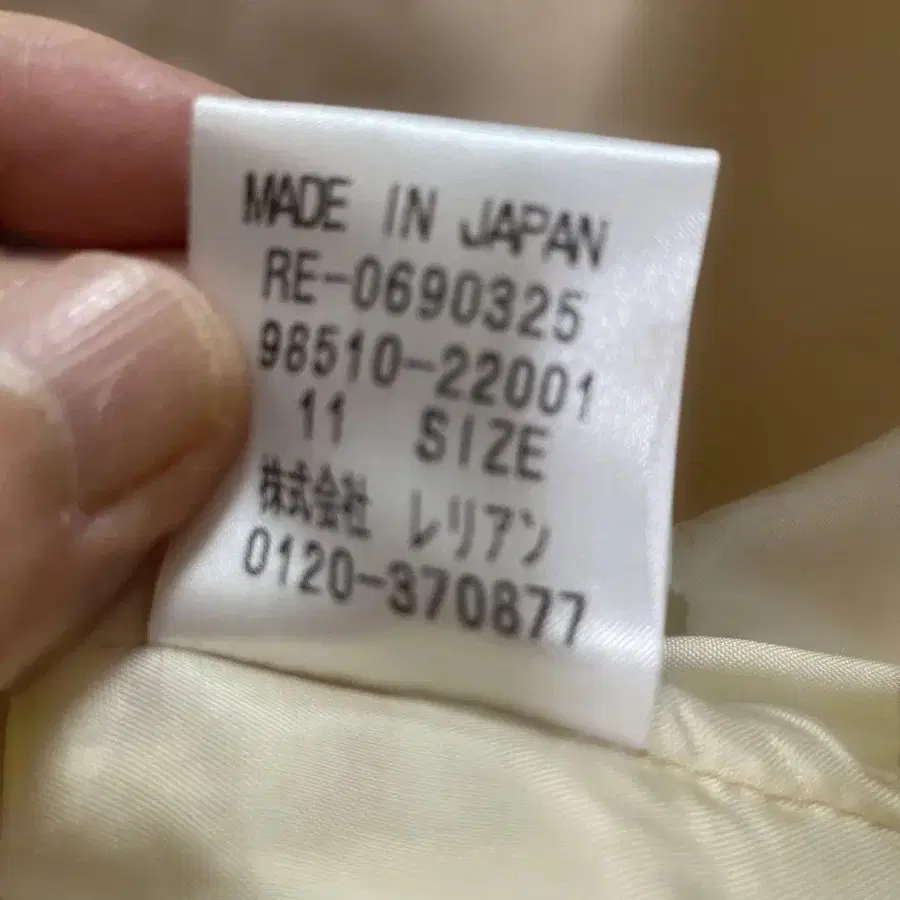 MADE IN JAPAN
RE-0690325
98510-22001
11 SIZE
株式会社 レリアン
0120-370877